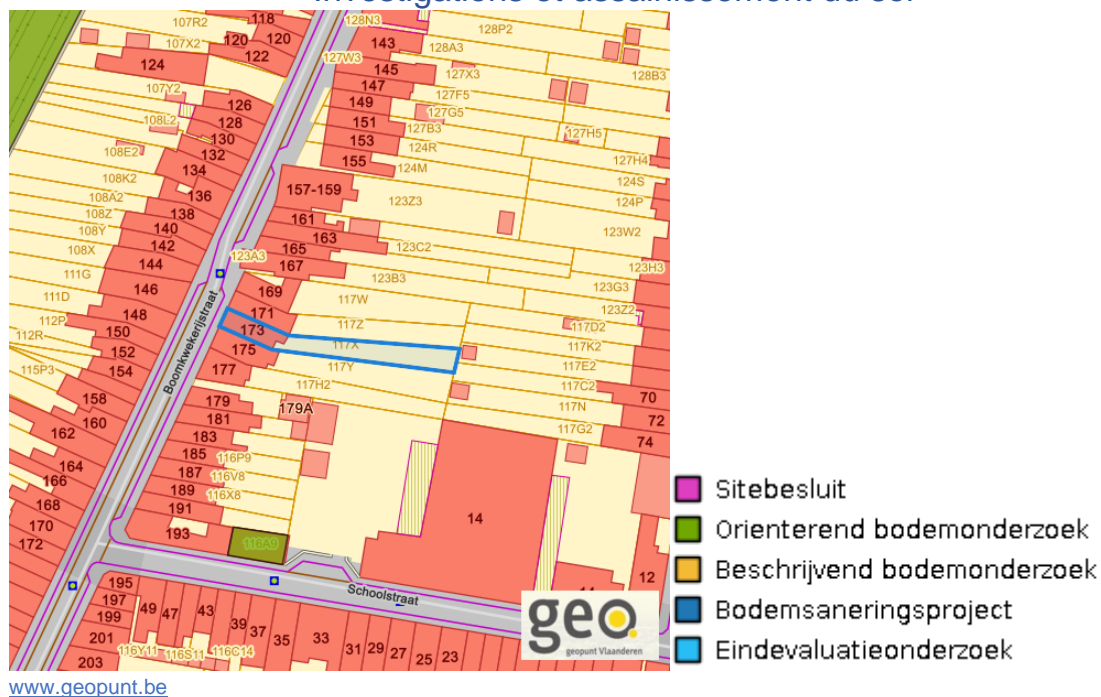 Investigations et assainissement du sol
107R2
118
128N3
128P2
107X2
120
120
143
122
127W3
128A3
124
145
127X3
128B3
107Y2
147
127F5
126
149
127G5
108L2
128
151
127B3
127H5
130
153
124R
108E2
132
155
124M
127H4
134
108K2
124S
136
157-159
108A2
123Z3
124P
108Z
138
161
108Y
140
163
123W2
142
165
123C2
108X
123A3
144
167
123H3
111G
123B3
123G3
146
169
117W
111D
148
171
117Z
123Z2
112P
173
117D2
150
112R
175
117X
117K2
152
117Y
115P3
154
177
117E2
117H2
117C2
158
179
179A
70
160
181
117N
162
183
72
117G2
185
116P9
74
164
187
116V8
166
189
116X8
168
191
170
14
172
193
116A9
Boomkwekerijstraat
Schoolstraat
12
195
197
49
47
43
199
39
37
35
33
201
31
29
27
25
23
203
116Y11
116S11
116C14
geo
geopunt Vlaanderen
Sitebesluit
Orienterend bodemonderzoek
Beschrijvend bodemonderzoek
Bodemsaneringsproject
Eindevaluatieonderzoek
www.geopunt.be